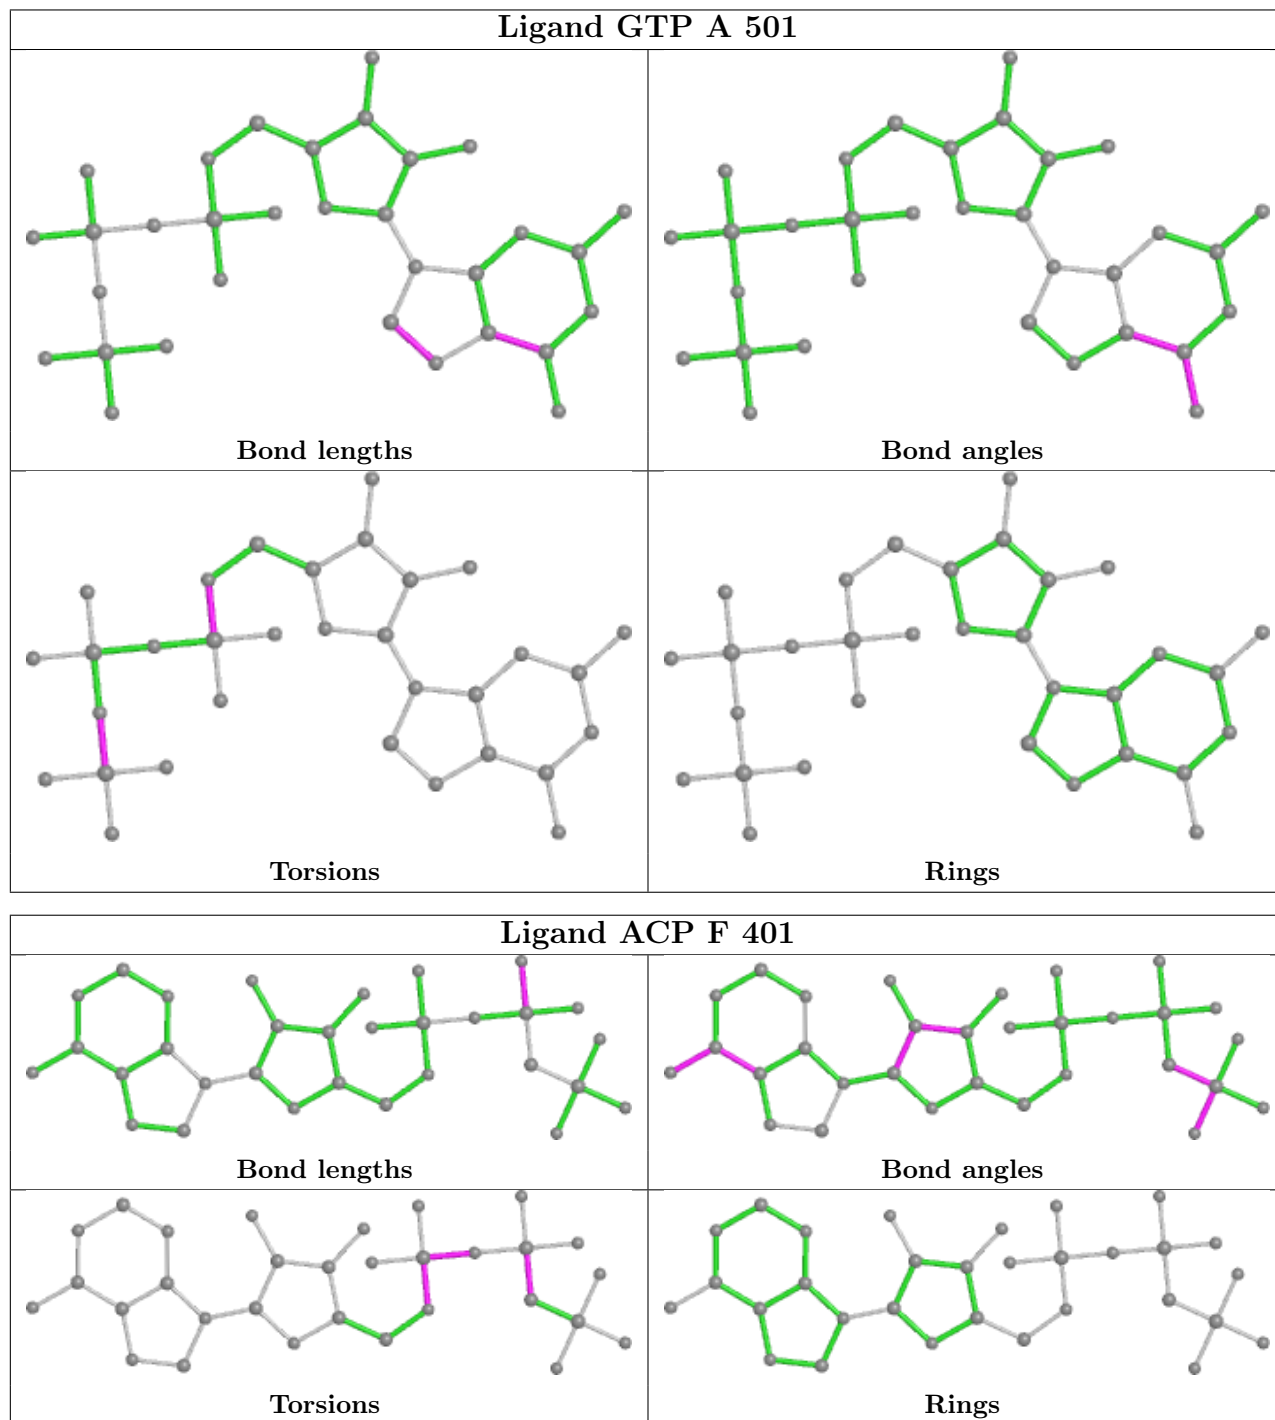 Ligand GTP A 501
Bond lengths
Bond angles
Torsions
Rings
Ligand ACP F 401
Bond lengths
Bond angles
Torsions
Rings